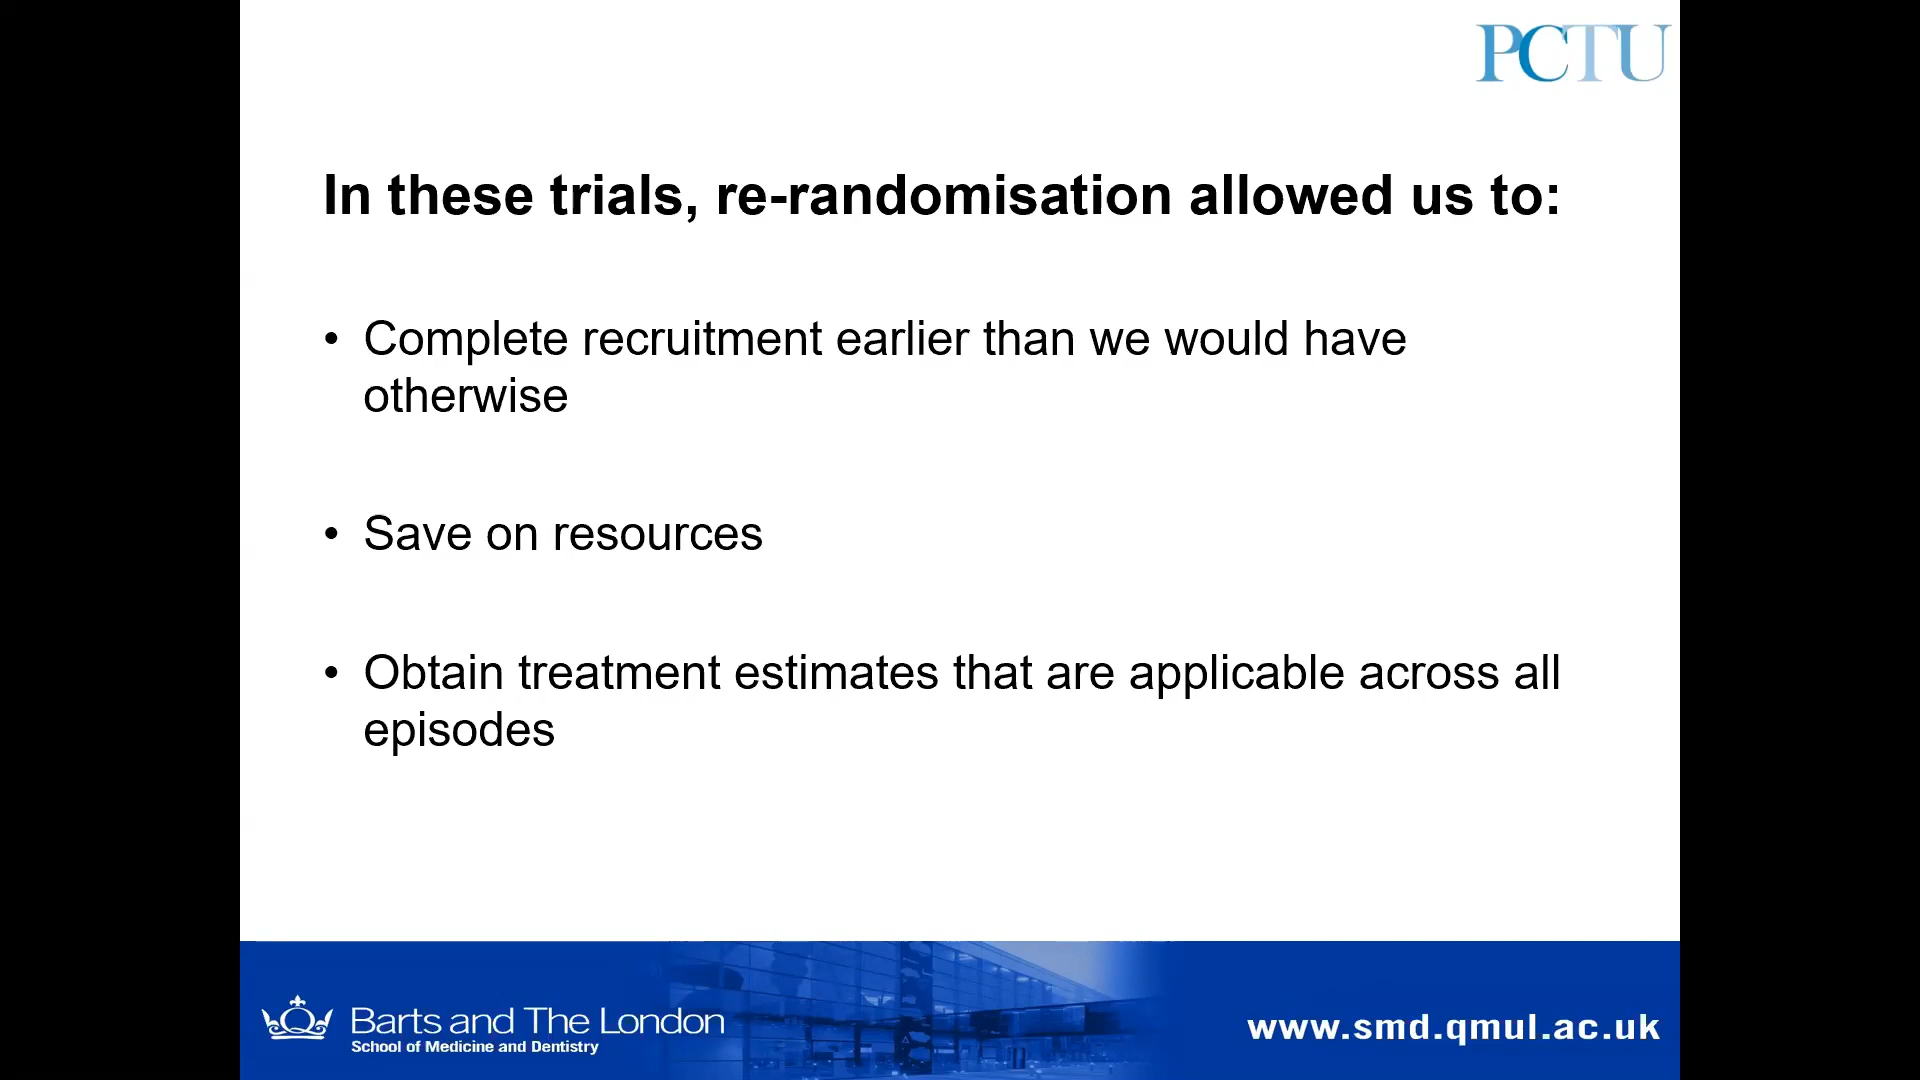 PCTU
In these trials, re-randomisation allowed us to:
• Complete recruitment earlier than we would have
otherwise
• Save on resources
• Obtain treatment estimates that are applicable across all
episodes
Barts and The London
School of Medicine and Dentistry
www.smd.qmul.ac.uk